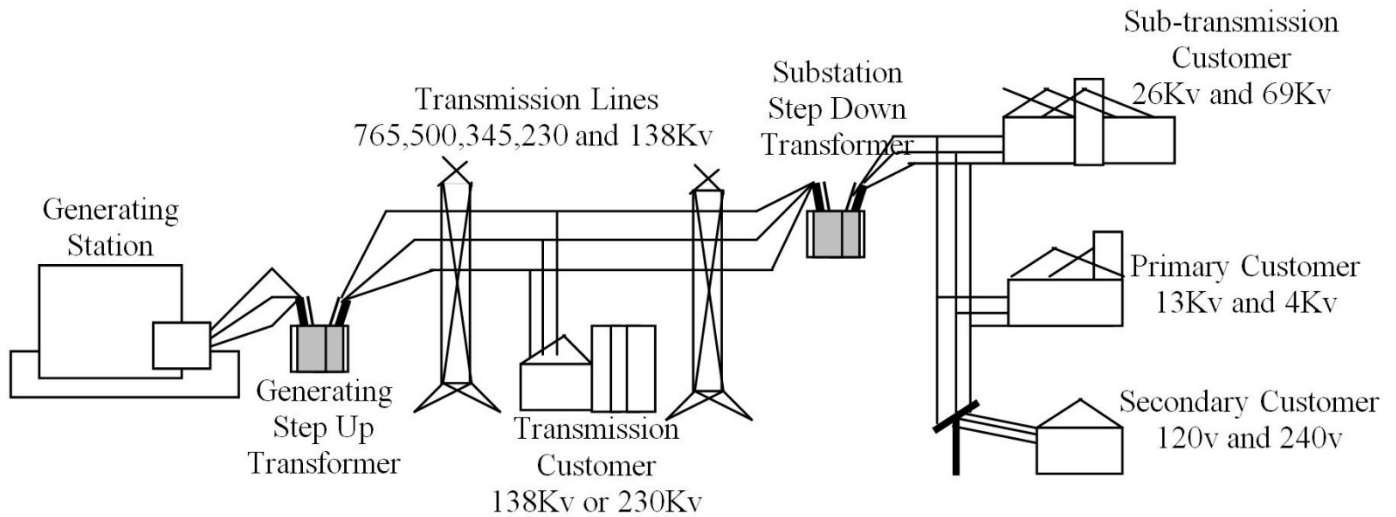 Generating
Station
Generating
Step Up
Transformer
Transmission Lines
765,500,345,230 and 138Kv
Transmission
Customer
138Kv or 230Kv
Substation
Step Down
Transformer
Sub-transmission
Customer
26Kv and 69Kv
Primary Customer
13Kv and 4Kv
Secondary Customer
120v and 240v